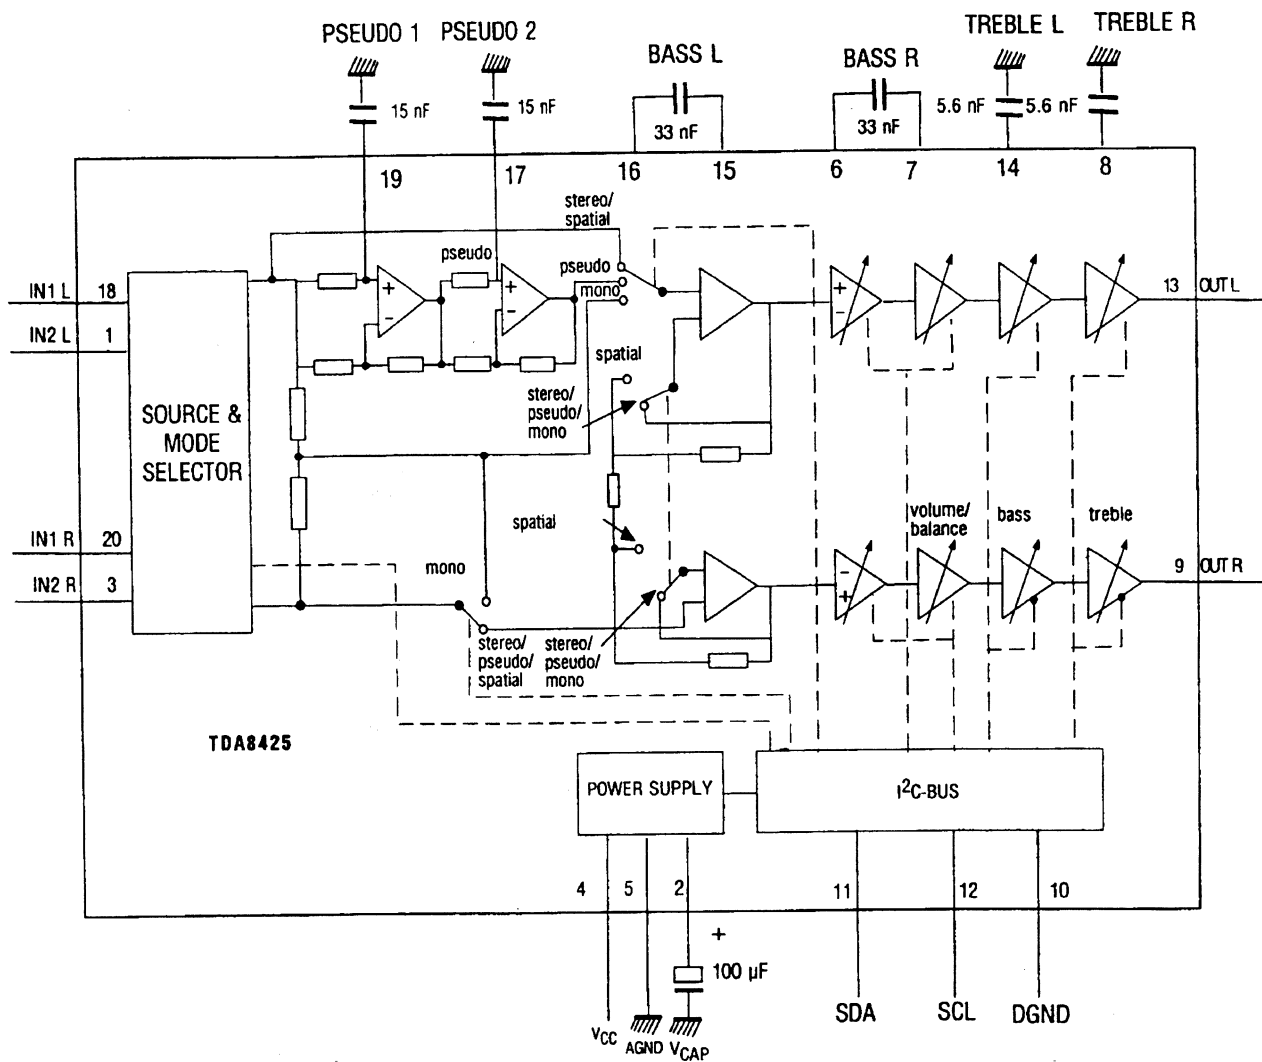 PSEUDO 1
PSEUDO 2
BASS L
BASS R
TREBLE L
TREBLE R
15 nF
15 nF
33 nF
33 nF
5.6 nF
5.6 nF
19
17
16
15
6
7
14
8
stereo/
spatial
pseudo
pseudo
mono
+
−
+
−
+
−
IN1 L
18
IN2 L
1
13
OUT L
spatial
stereo/
pseudo/
mono
SOURCE &
MODE
SELECTOR
spatial
volume/
balance
bass
treble
IN1 R
20
IN2 R
3
mono
−
+
9
OUT R
stereo/
pseudo/
spatial
stereo/
pseudo/
mono
TDA8425
POWER SUPPLY
I²C-BUS
4
5
2
11
12
10
+
100 µF
VCC
AGND
VCAP
SDA
SCL
DGND